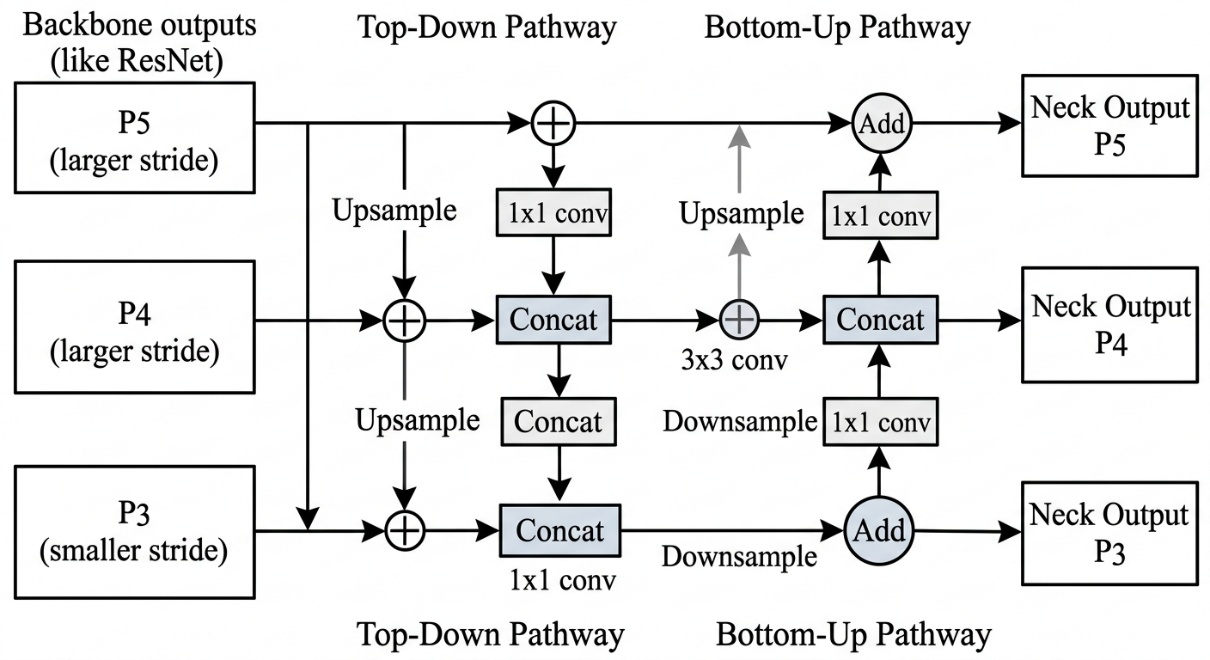 Backbone outputs
(like ResNet)
Top-Down Pathway
Bottom-Up Pathway
P5
(larger stride)
Add
Neck Output
P5
Upsample
1x1 conv
Upsample
1x1 conv
P4
(larger stride)
Concat
3x3 conv
Concat
Neck Output
P4
Upsample
Concat
Downsample
1x1 conv
P3
(smaller stride)
Concat
1x1 conv
Downsample
Add
Neck Output
P3
Top-Down Pathway
Bottom-Up Pathway